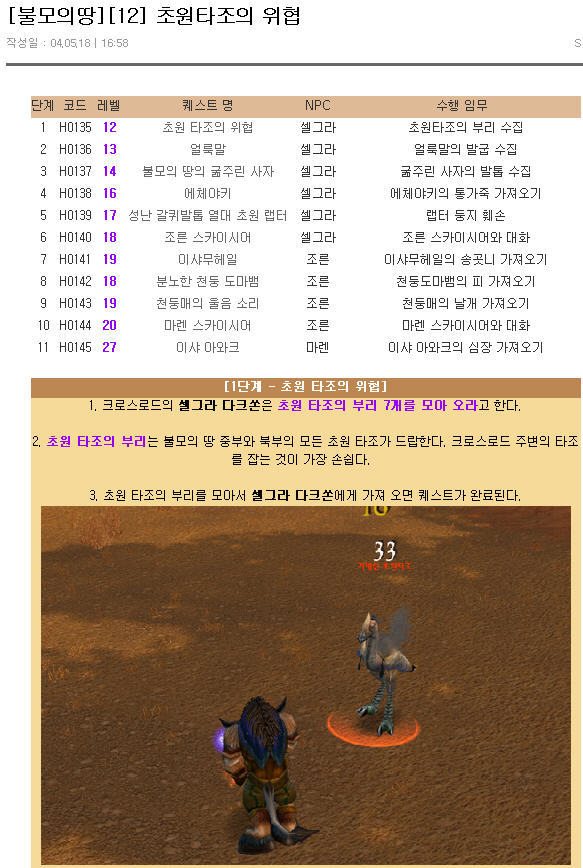 [불모의땅][12] 초원타조의 위협
작성일 : 04.05.18 | 16:58
S
단계 코드 레벨 퀘스트 명 NPC 수행 임무
1 H0135 12 초원 타조의 위협 셀그라 초원타조의 부리 수집
2 H0136 13 얼룩말 셀그라 얼룩말의 발굽 수집
3 H0137 14 불모의 땅의 굶주린 사자 셀그라 굶주린 사자의 발톱 수집
4 H0138 16 에체야키 셀그라 에체야키의 통가죽 가져오기
5 H0139 17 성난 갈퀴발톱 열대 초원 랩터 셀그라 랩터 둥지 훼손
6 H0140 18 조른 스카이시어 셀그라 조른 스카이시어와 대화
7 H0141 19 이샤무헤일 조른 이샤무헤일의 송곳니 가져오기
8 H0142 18 분노한 천둥 도마뱀 조른 천둥도마뱀의 피 가져오기
9 H0143 19 천둥매의 울음 소리 조른 천둥매의 날개 가져오기
10 H0144 20 마렌 스카이시어 조른 마렌 스카이시어와 대화
11 H0145 27 이샤 아와크 마렌 이샤 아와크의 심장 가져오기
[1단계 - 초원 타조의 위협]
1. 크로스로드의 셀그라 다크쏜은 초원 타조의 부리 7개를 모아 오라고 한다.
2. 초원 타조의 부리는 불모의 땅 중부와 북부의 모든 초원 타조가 드랍한다. 크로스로드 주변의 타조
를 잡는 것이 가장 손쉽다.
3. 초원 타조의 부리를 모아서 셀그라 다크쏜에게 가져 오면 퀘스트가 완료된다.
33